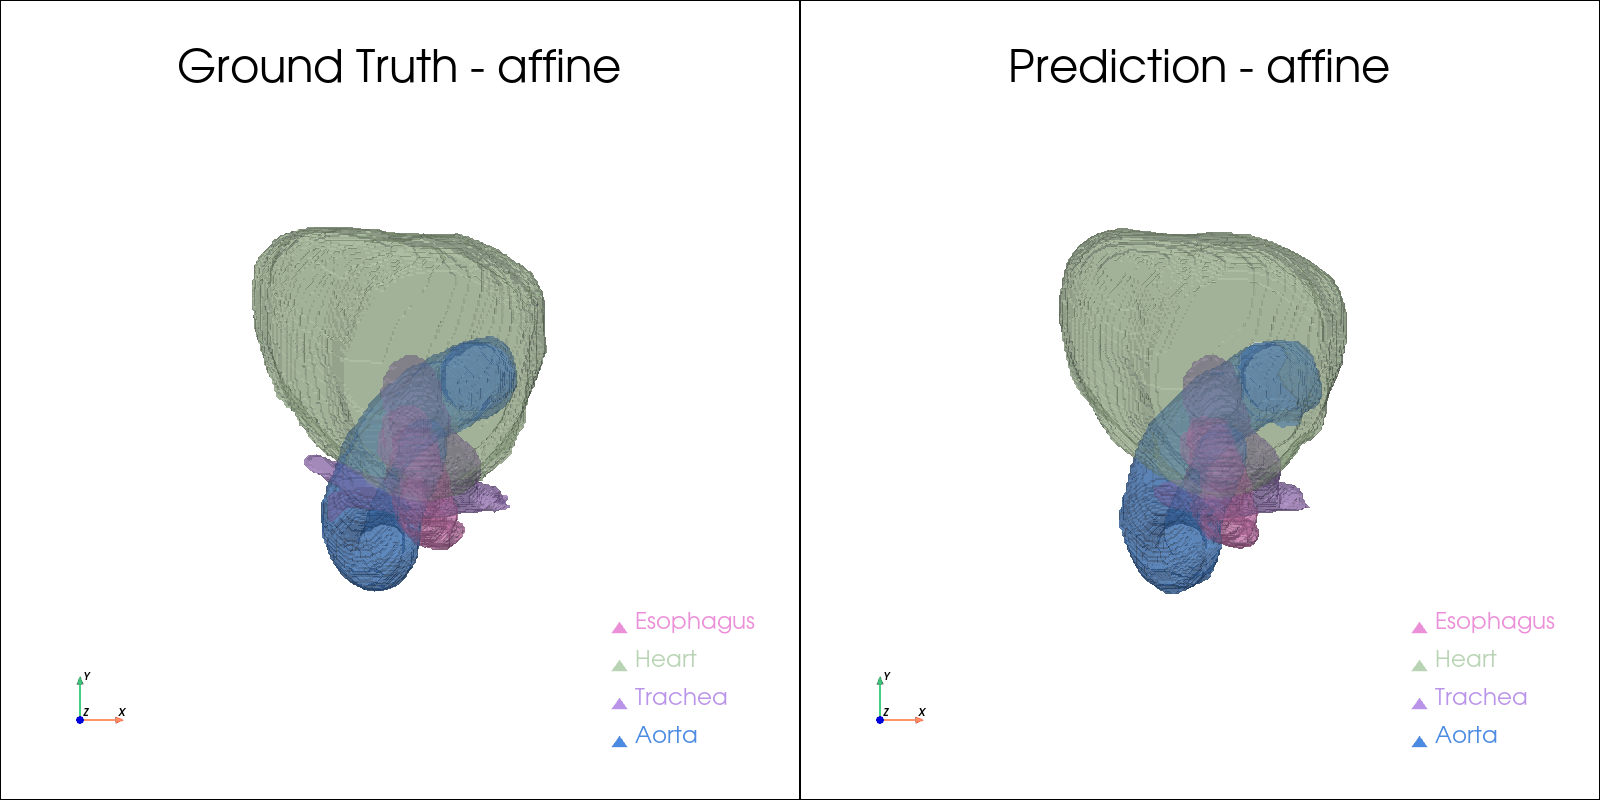 Ground Truth - affine
Esophagus
Heart
Trachea
Aorta
Y
Z
X
Prediction - affine
Esophagus
Heart
Trachea
Aorta
Y
Z
X